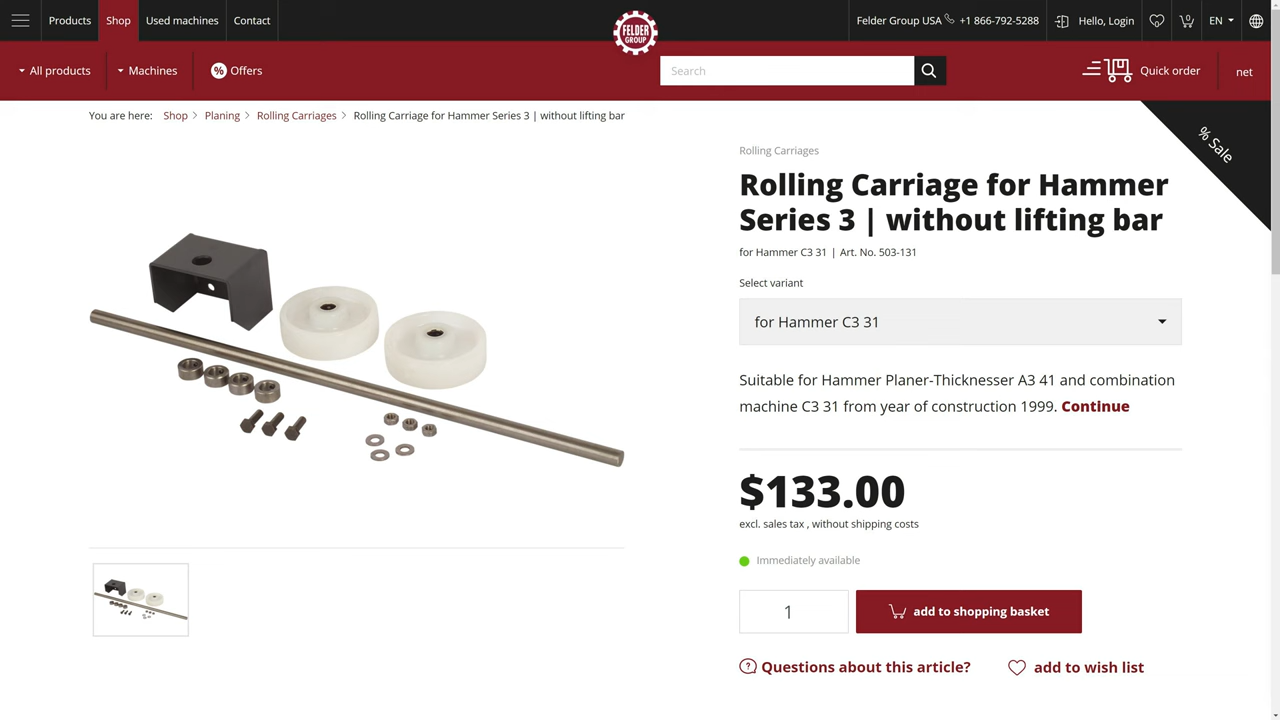 Products
Shop
Used machines
Contact
FELDER
GROUP
Felder Group USA
+1 866-792-5288
Hello, Login
0
0
EN
All products
Machines
% Offers
Search
Quick order
net
You are here: Shop Planing Rolling Carriages Rolling Carriage for Hammer Series 3 | without lifting bar
% Sale
Rolling Carriages
Rolling Carriage for Hammer
Series 3 | without lifting bar
for Hammer C3 31 | Art. No. 503-131
Select variant
for Hammer C3 31
Suitable for Hammer Planer-Thicknesser A3 41 and combination
machine C3 31 from year of construction 1999. Continue
$133.00
excl. sales tax , without shipping costs
Immediately available
1
add to shopping basket
? Questions about this article?
add to wish list